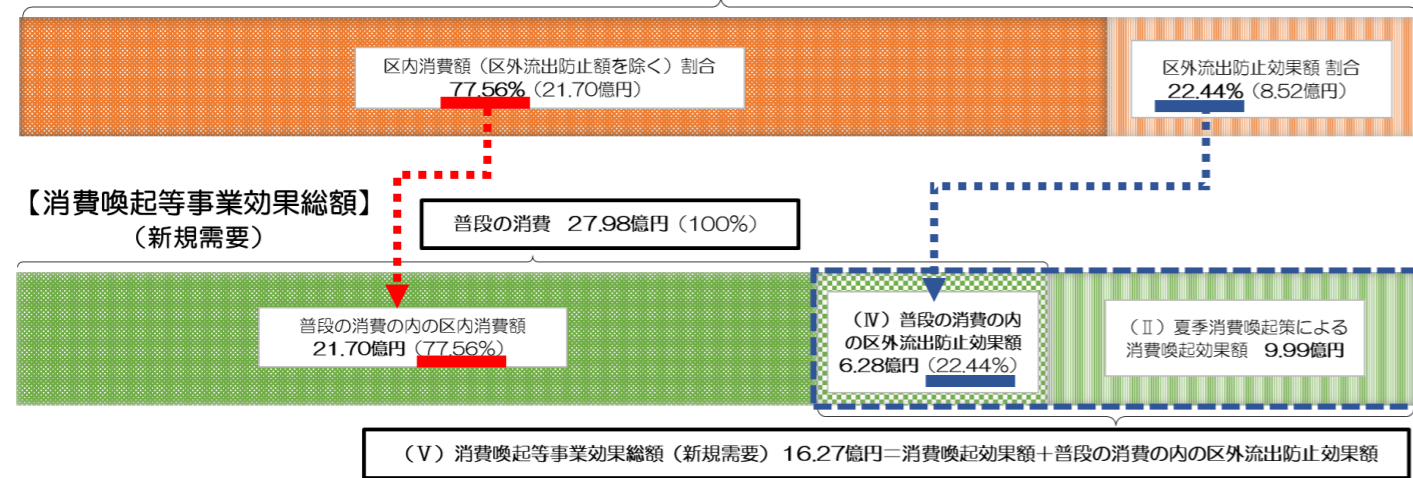 区内消費額（区外流出防止額を除く）割合
77.56%（21.70億円）
区外流出防止効果額 割合
22.44%（8.52億円）
【消費喚起等事業効果総額】
（新規需要）
普段の消費 27.98億円（100%）
普段の消費の内の区内消費額
21.70億円（77.56%）
（Ⅳ）普段の消費の内
の区外流出防止効果額
6.28億円（22.44%）
（Ⅱ）夏季消費喚起策による
消費喚起効果額 9.99億円
（Ⅴ）消費喚起等事業効果総額（新規需要）16.27億円＝消費喚起効果額＋普段の消費の内の区外流出防止効果額